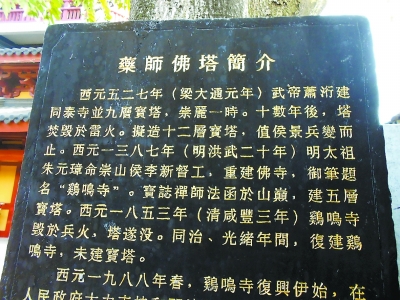 藥師佛塔簡介
西元五二七年（梁大通元年）武帝蕭衍建
同泰寺並九層寶塔，崇麗一時。十數年後，塔
焚毀於雷火。擬造十二層寶塔，值侯景兵變而
止。西元一三八七年（明洪武二十年）明太祖
朱元璋命崇山侯李新督工，重建佛寺，御筆題
名“鷄鳴寺”。寶誌禪師法函於山巔，建五層
寶塔。西元一八五三年（清咸豐三年）鷄鳴寺
毀於兵火，塔遂没。同治、光緒年間，復建鷄
鳴寺，未建寶塔。
西元一九八八年春，鷄鳴寺復興伊始，在
人民政府